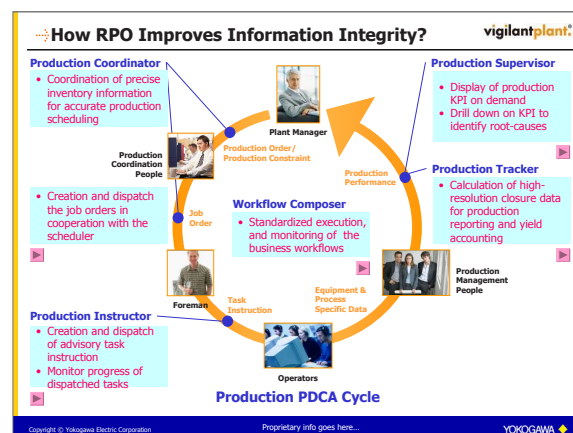 How RPO Improves Information Integrity?
vigilantplant.
Production Coordinator
• Coordination of precise
inventory information
for accurate production
scheduling
Production Supervisor
• Display of production
KPI on demand
• Drill down on KPI to
identify root-causes
Plant Manager
Production
Coordination
People
Production Order/
Production Constraint
Production
Performance
Production Tracker
• Calculation of high-
resolution closure data
for production
reporting and yield
accounting
• Creation and dispatch
the job orders in
cooperation with the
scheduler
Job
Order
Workflow Composer
• Standardized execution,
and monitoring of the
business workflows
Foreman
Production
Management
People
Task
Instruction
Equipment &
Process
Specific Data
Production Instructor
• Creation and dispatch
of advisory task
instruction
• Monitor progress of
dispatched tasks
Operators
Production PDCA Cycle
Copyright © Yokogawa Electric Corporation
Proprietary info goes here...
YOKOGAWA